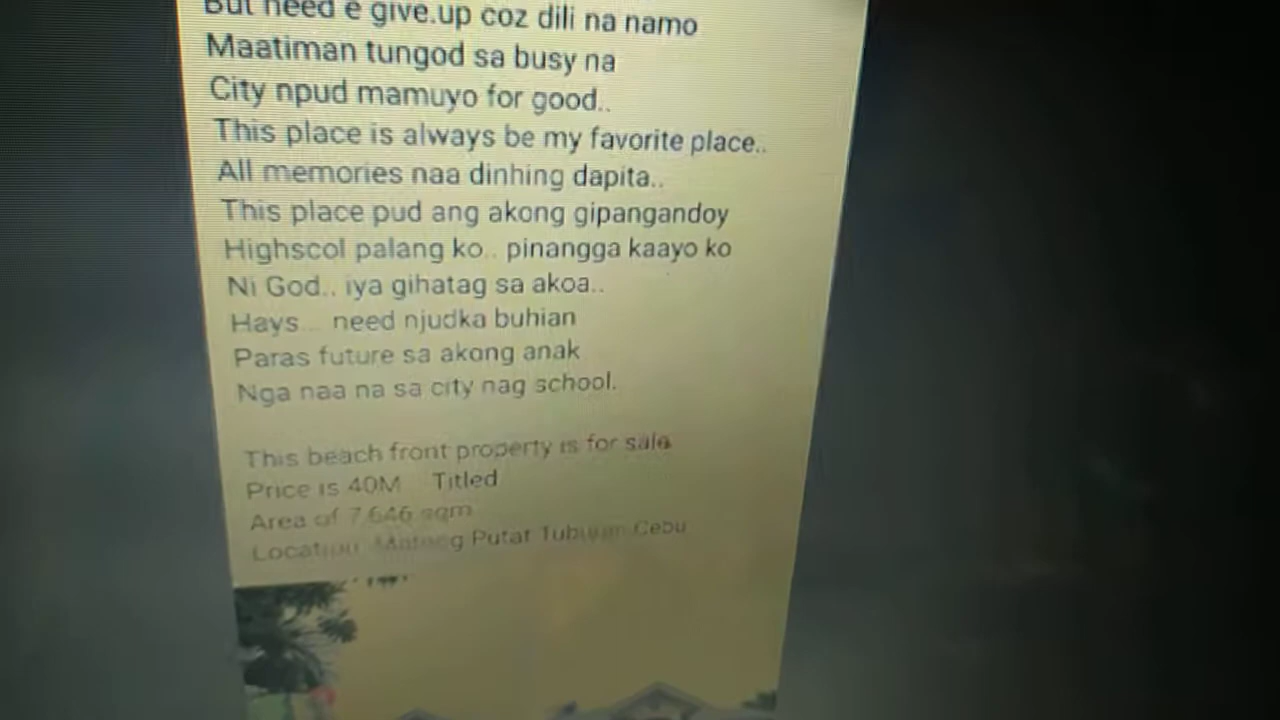 But need e give.up coz dili na namo
Maatiman tungod sa busy na
City npud mamuyo for good..
This place is always be my favorite place..
All memories naa dinhing dapita..
This place pud ang akong gipangandoy
Highscol palang ko.. pinangga kaayo ko
Ni God.. iya gihatag sa akoa..
Hays... need njudka buhian
Paras future sa akong anak
Nga naa na sa city nag school.
This beach front property is for sale
Price is 40M Titled
Area of 7,646 sqm
Location: Putat Cebu